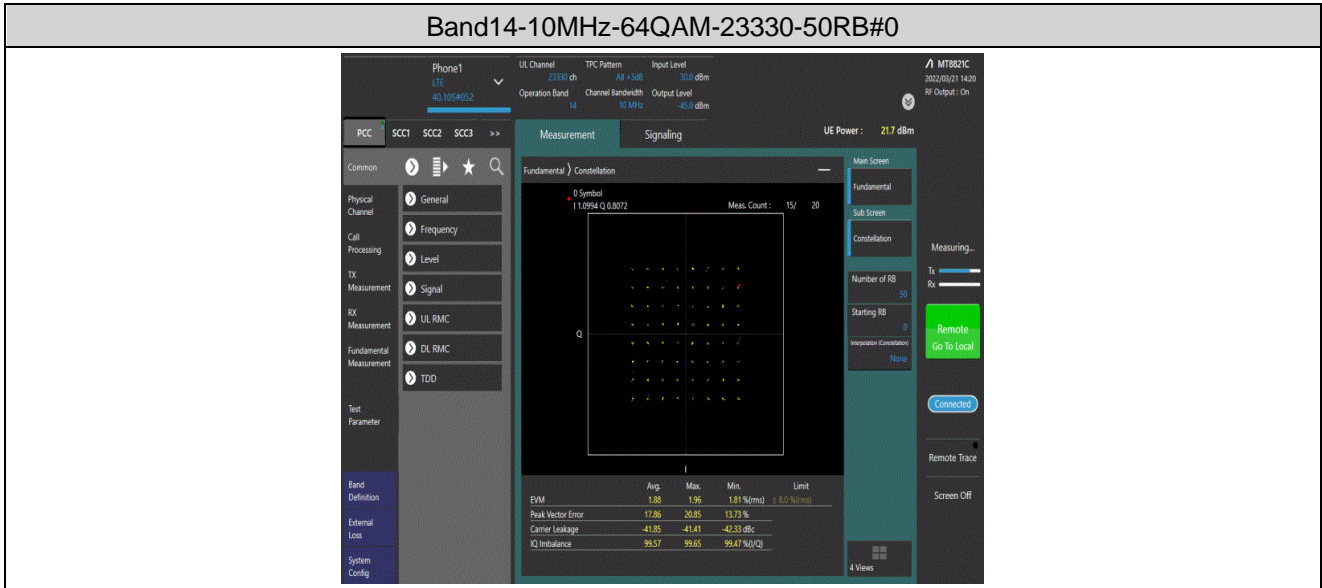 Band14-10MHz-64QAM-23330-50RB#0
Phone1
LTE
40.10S#052
UL Channel TPC Pattern Input Level
23330 ch All +3dB 30.0 dBm
Operation Band Channel Bandwidth Output Level
14 10 MHz -45.0 dBm
MT8821C
2022/03/21 14:20
RF Output : On
PCC SCC1 SCC2 SCC3 >>
Measurement Signaling
UE Power : 21.7 dBm
Common
Physical Channel
Call Processing
TX Measurement
RX Measurement
Fundamental Measurement
Test Parameter
Band Definition
External Loss
System Config
General
Frequency
Level
Signal
UL RMC
DL RMC
TDD
Fundamental 〉 Constellation
0 Symbol
I 1.0994 Q 0.8072 Meas. Count : 15/ 20
Q
I
Avg. Max. Min. Limit
EVM 1.88 1.96 1.81 %(rms) ≤ 8.0 %(rms)
Peak Vector Error 17.86 20.85 13.73 %
Carrier Leakage -41.85 -41.41 -42.33 dBc
IQ Imbalance 99.57 99.65 99.47 %(I/Q)
Main Screen
Fundamental
Sub Screen
Constellation
Number of RB
50
Starting RB
0
Interpolation (Constellation)
None
4 Views
Measuring...
Tx
Rx
Remote
Go To Local
Connected
Remote Trace
Screen Off